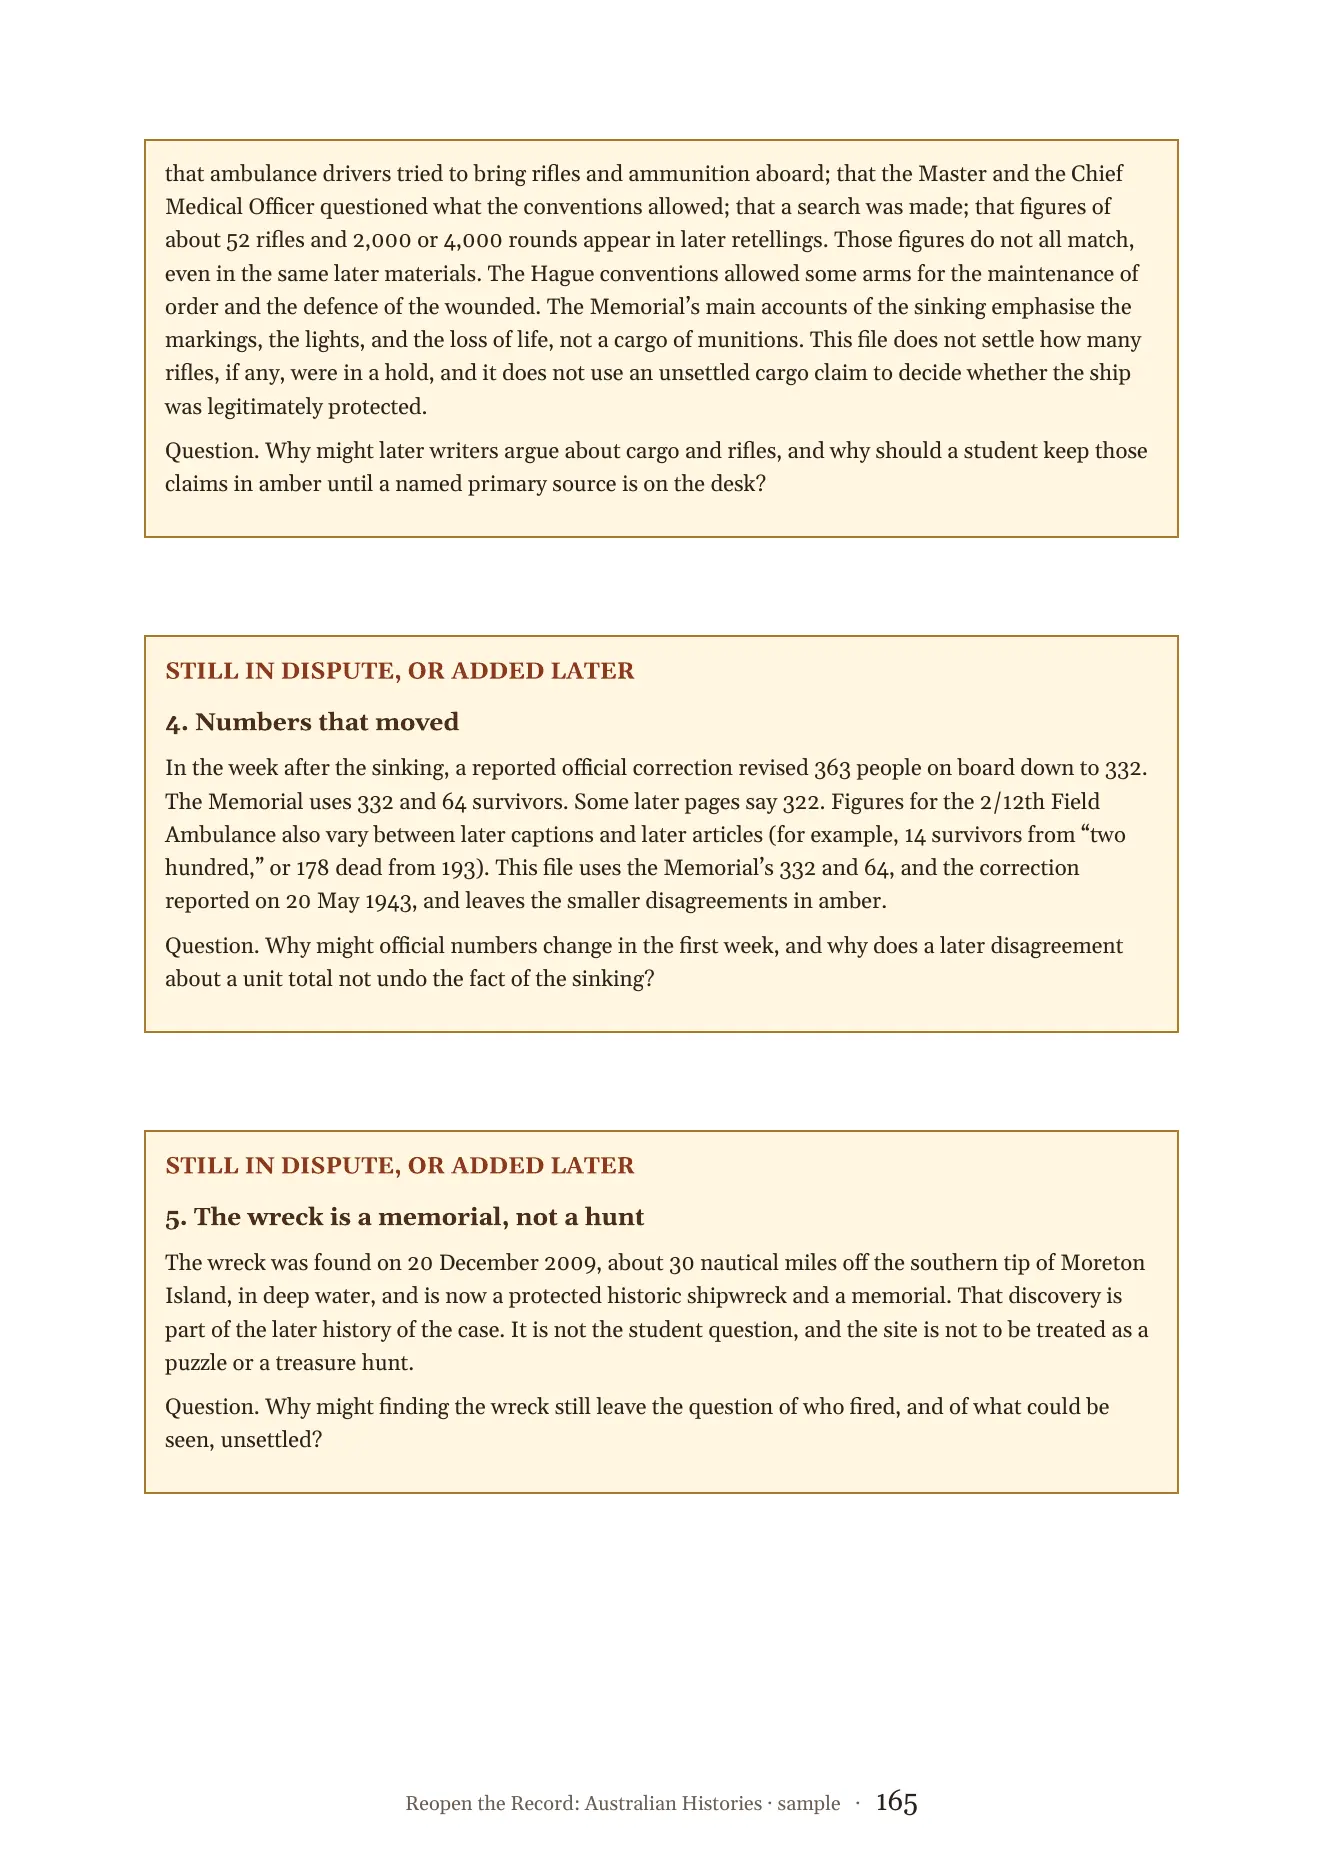 that ambulance drivers tried to bring rifles and ammunition aboard; that the Master and the Chief
Medical Officer questioned what the conventions allowed; that a search was made; that figures of
about 52 rifles and 2,000 or 4,000 rounds appear in later retellings. Those figures do not all match,
even in the same later materials. The Hague conventions allowed some arms for the maintenance of
order and the defence of the wounded. The Memorial’s main accounts of the sinking emphasise the
markings, the lights, and the loss of life, not a cargo of munitions. This file does not settle how many
rifles, if any, were in a hold, and it does not use an unsettled cargo claim to decide whether the ship
was legitimately protected.
Question. Why might later writers argue about cargo and rifles, and why should a student keep those
claims in amber until a named primary source is on the desk?
STILL IN DISPUTE, OR ADDED LATER
4. Numbers that moved
In the week after the sinking, a reported official correction revised 363 people on board down to 332.
The Memorial uses 332 and 64 survivors. Some later pages say 322. Figures for the 2/12th Field
Ambulance also vary between later captions and later articles (for example, 14 survivors from “two
hundred,” or 178 dead from 193). This file uses the Memorial’s 332 and 64, and the correction
reported on 20 May 1943, and leaves the smaller disagreements in amber.
Question. Why might official numbers change in the first week, and why does a later disagreement
about a unit total not undo the fact of the sinking?
STILL IN DISPUTE, OR ADDED LATER
5. The wreck is a memorial, not a hunt
The wreck was found on 20 December 2009, about 30 nautical miles off the southern tip of Moreton
Island, in deep water, and is now a protected historic shipwreck and a memorial. That discovery is
part of the later history of the case. It is not the student question, and the site is not to be treated as a
puzzle or a treasure hunt.
Question. Why might finding the wreck still leave the question of who fired, and of what could be
seen, unsettled?
Reopen the Record: Australian Histories · sample · 165